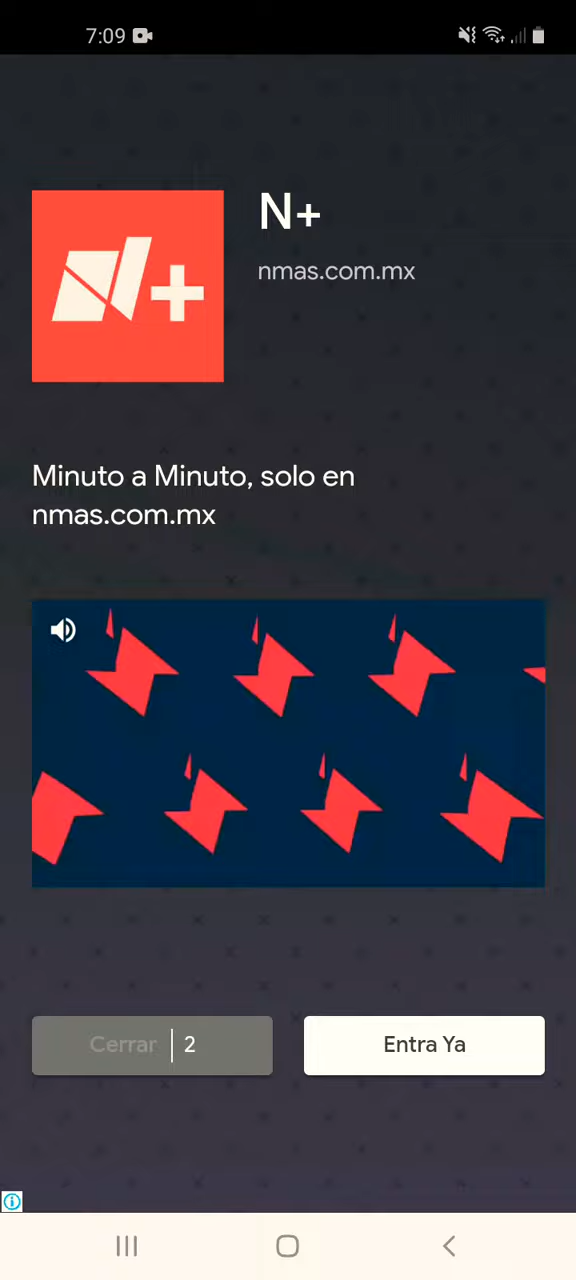 7:09
N+
nmas.com.mx
N+
Minuto a Minuto, solo en
nmas.com.mx
Cerrar | 2
Entra Ya